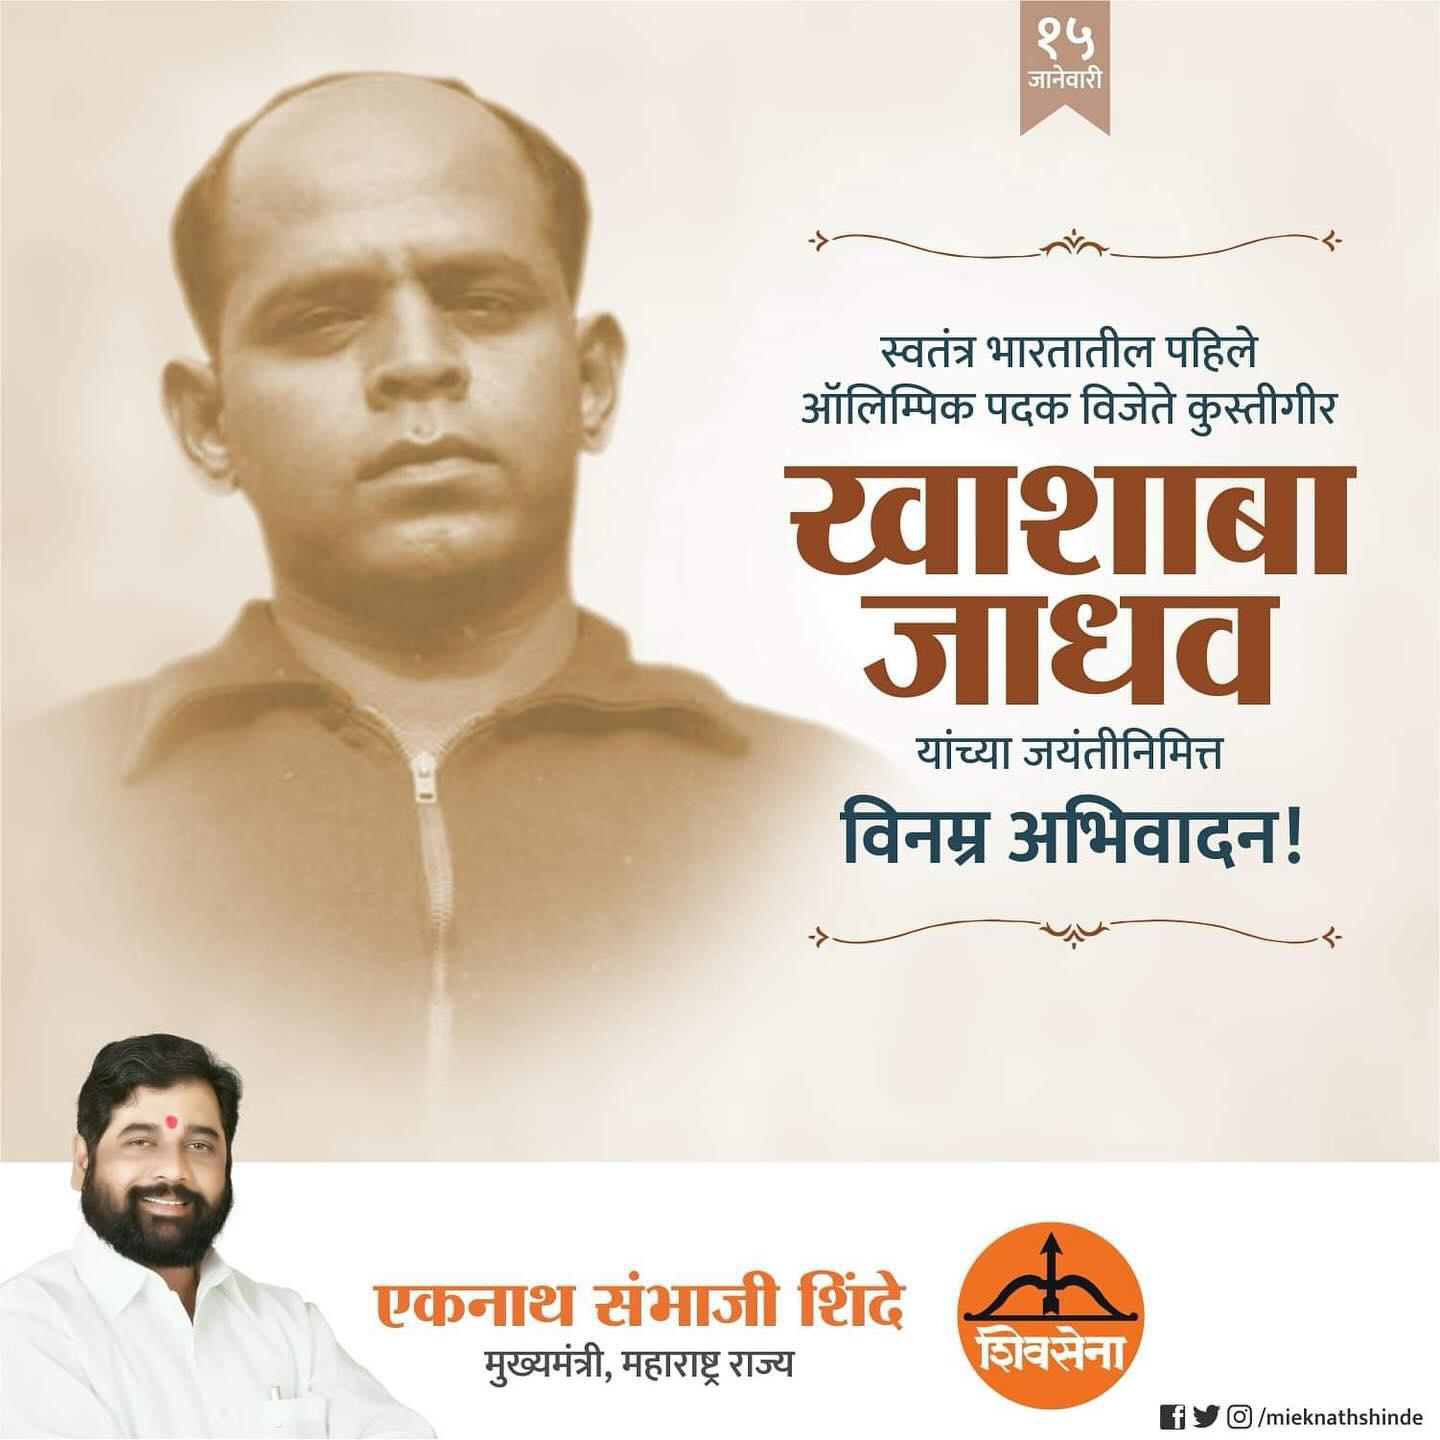 १५
जानेवारी
स्वतंत्र भारतातील पहिले
ऑलिम्पिक पदक विजेते कुस्तीगीर
खाशाबा
जाधव
यांच्या जयंतीनिमित्त
विनम्र अभिवादन!
एकनाथ संभाजी शिंदे
मुख्यमंत्री, महाराष्ट्र राज्य
शिवसेना
/mieknathshinde